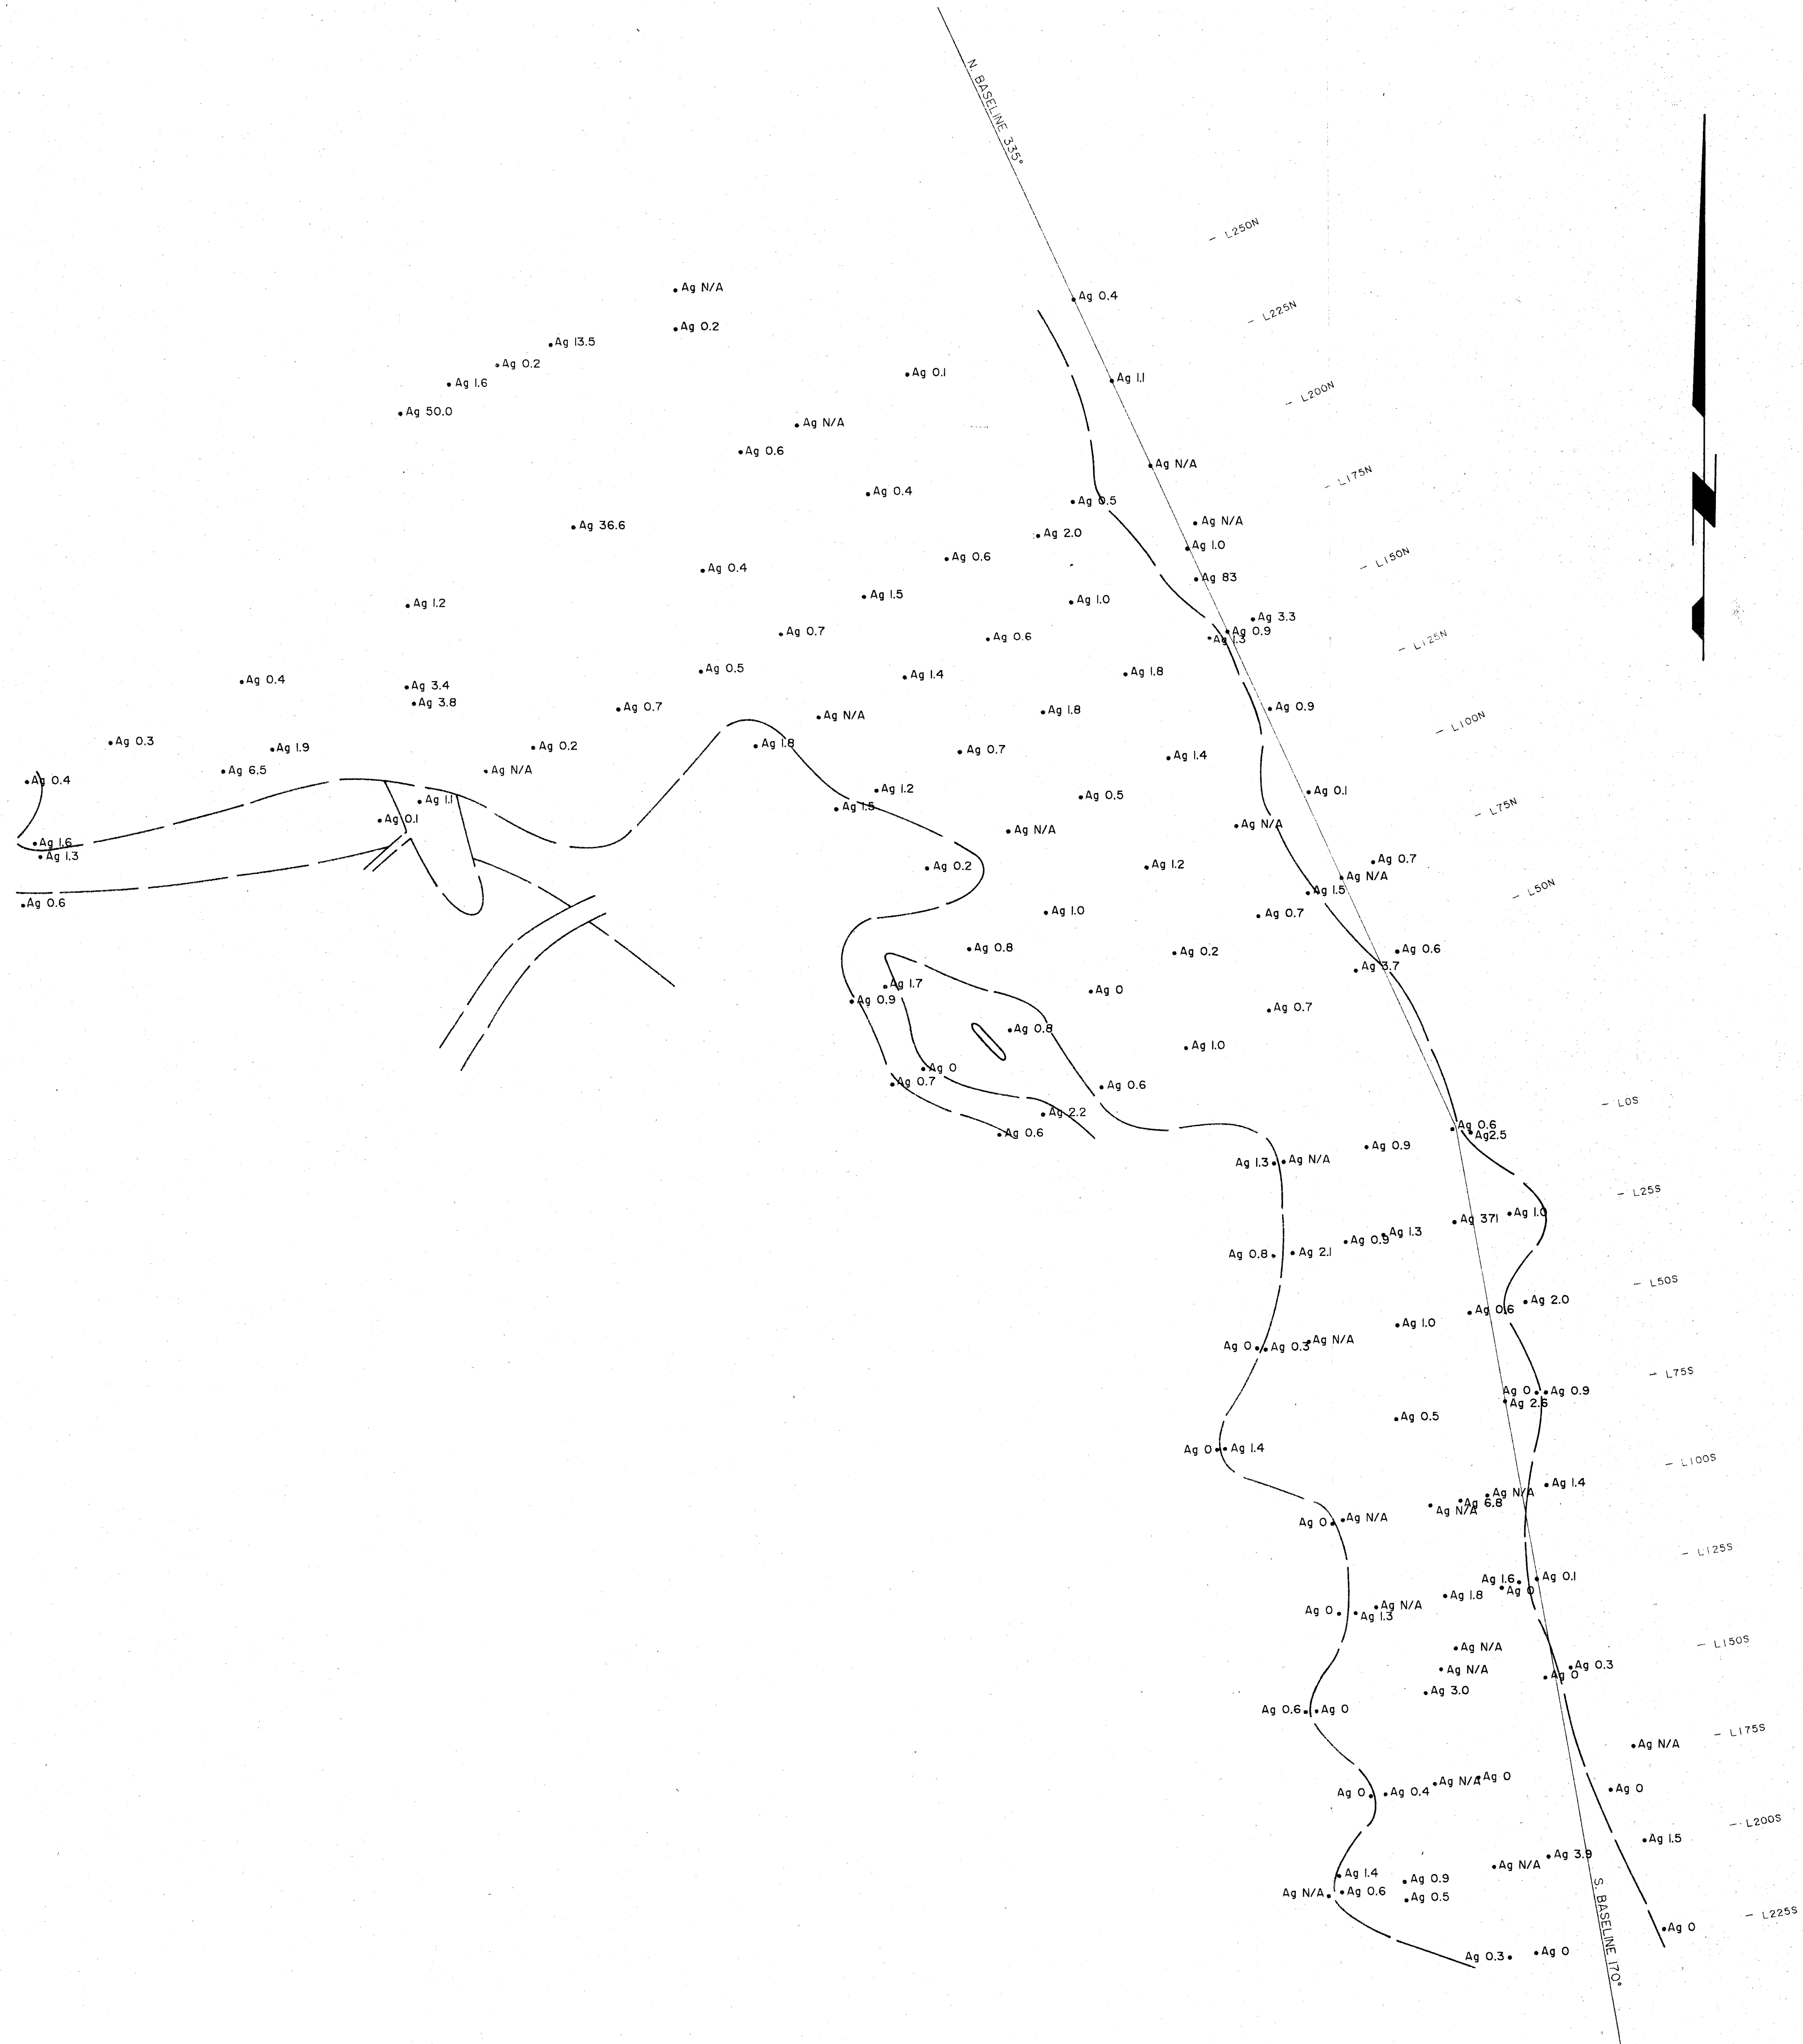 N. BASELINE 335°
- L250N
Ag N/A
Ag 0.4
- L225N
Ag 0.2
Ag 13.5
Ag 0.2
Ag 0.1
Ag 1.1
Ag 1.6
- L200N
Ag 50.0
Ag N/A
Ag 0.6
Ag N/A
- L175N
Ag 0.4
Ag 0.5
Ag 36.6
Ag N/A
Ag 2.0
Ag 1.0
Ag 0.6
- L150N
Ag 0.4
Ag 83
Ag 1.5
Ag 1.0
Ag 1.2
Ag 3.3
Ag 0.7
Ag 0.9
Ag 0.6
Ag 1.3
- L125N
Ag 0.5
Ag 1.4
Ag 1.8
Ag 0.4
Ag 3.4
Ag 3.8
Ag 0.7
Ag N/A
Ag 1.8
Ag 0.9
- L100N
Ag 0.3
Ag 1.9
Ag 0.2
Ag 1.8
Ag 0.7
Ag 1.4
Ag 6.5
Ag N/A
Ag 0.4
Ag 1.2
Ag 0.1
Ag 1.1
Ag 1.5
Ag 0.5
- L75N
Ag 0.1
Ag N/A
Ag N/A
Ag 1.6
Ag 1.3
Ag 0.2
Ag 1.2
Ag 0.7
Ag N/A
Ag 1.5
- L50N
Ag 0.6
Ag 1.0
Ag 0.7
Ag 0.8
Ag 0.2
Ag 0.6
Ag 3.7
Ag 1.7
Ag 0.9
Ag 0
Ag 0.7
Ag 0.8
Ag 1.0
Ag 0
Ag 0.7
Ag 0.6
- L0S
Ag 2.2
Ag 0.6
Ag 0.6
Ag2.5
Ag 0.9
Ag 1.3
Ag N/A
- L25S
Ag 371
Ag 1.0
Ag 0.9
Ag 1.3
Ag 0.8
Ag 2.1
- L50S
Ag 0.6
Ag 2.0
Ag 1.0
Ag 0
Ag 0.3
Ag N/A
- L75S
Ag 0
Ag 0.9
Ag 2.6
Ag 0.5
Ag 0
Ag 1.4
- L100S
Ag 1.4
Ag N/A
Ag 6.8
Ag N/A
Ag 0
Ag N/A
- L125S
Ag 1.6
Ag 0.1
Ag 0
Ag 1.8
Ag N/A
Ag 0
Ag 1.3
- L150S
Ag N/A
Ag N/A
Ag 0.3
Ag 0
Ag 3.0
Ag 0.6
Ag 0
- L175S
Ag N/A
Ag 0
Ag 0.4
Ag N/A
Ag 0
Ag 0
- L200S
Ag 1.5
Ag 3.9
Ag N/A
Ag 1.4
Ag 0.9
Ag N/A
Ag 0.6
Ag 0.5
- L225S
Ag 0
Ag 0.3
Ag 0
S. BASELINE 170°
N